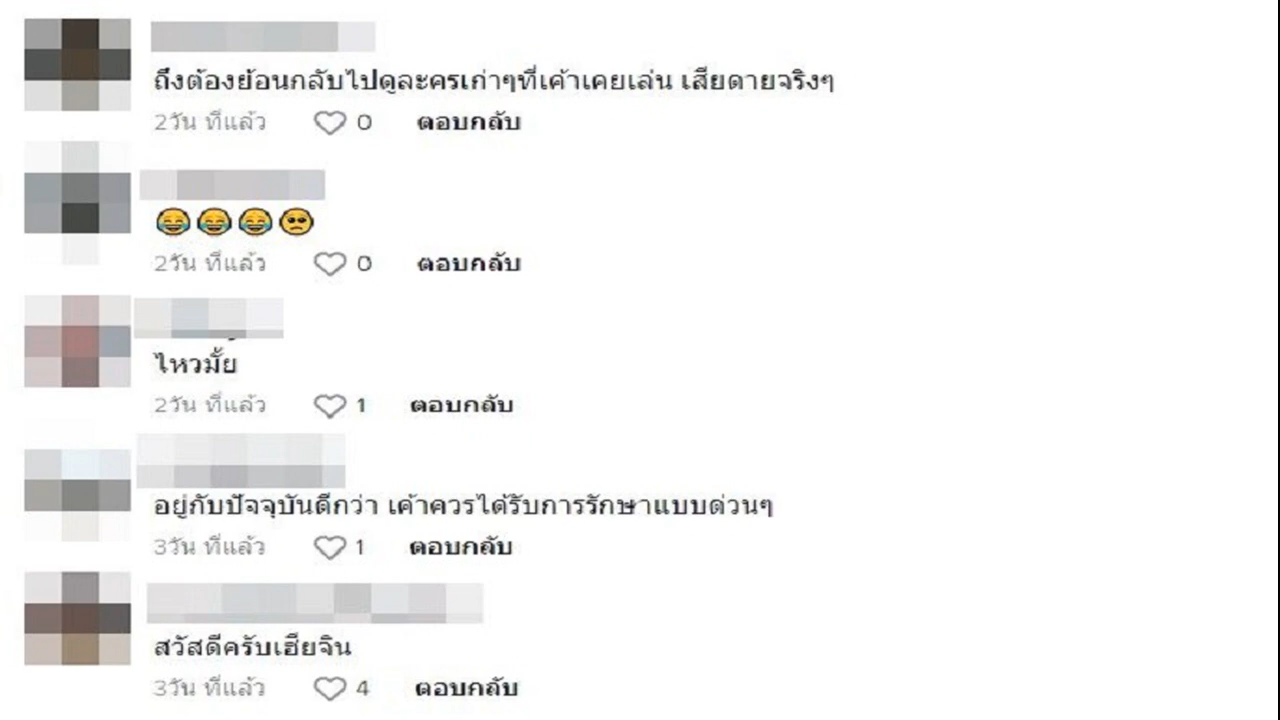 ถึงต้องย้อนกลับไปดูละครเก่าๆที่เค้าเคยเล่น เสียดายจริงๆ
2วัน ที่แล้ว 0 ตอบกลับ
😂😂😂🥺
2วัน ที่แล้ว 0 ตอบกลับ
ไหวมั้ย
2วัน ที่แล้ว 1 ตอบกลับ
อยู่กับปัจจุบันดีกว่า เค้าควรได้รับการรักษาแบบด่วนๆ
3วัน ที่แล้ว 1 ตอบกลับ
สวัสดีครับเฮียจิน
3วัน ที่แล้ว 4 ตอบกลับ